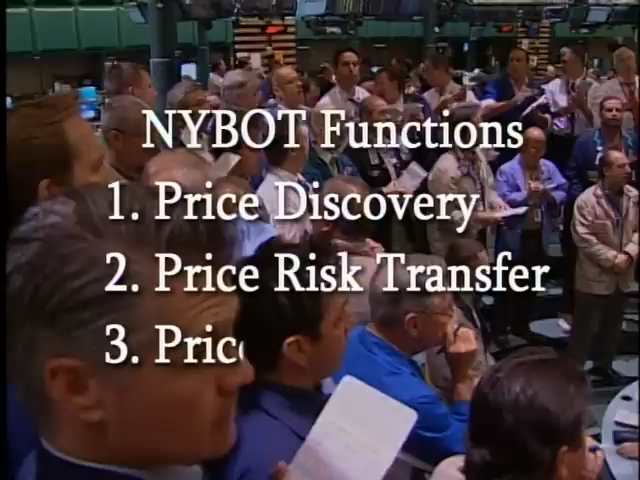 NYBOT Functions
1. Price Discovery
2. Price Risk Transfer
3. Pric